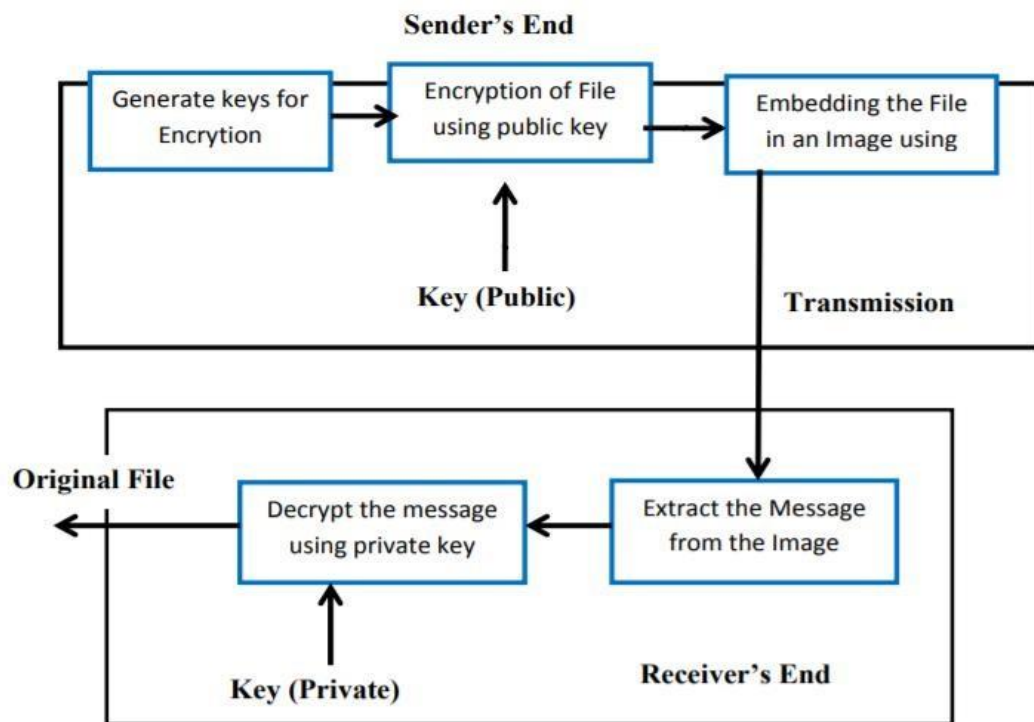 Sender’s End
Generate keys for
Encrytion
Encryption of File
using public key
Embedding the File
in an Image using
Key (Public)
Transmission
Original File
Decrypt the message
using private key
Extract the Message
from the Image
Key (Private)
Receiver’s End